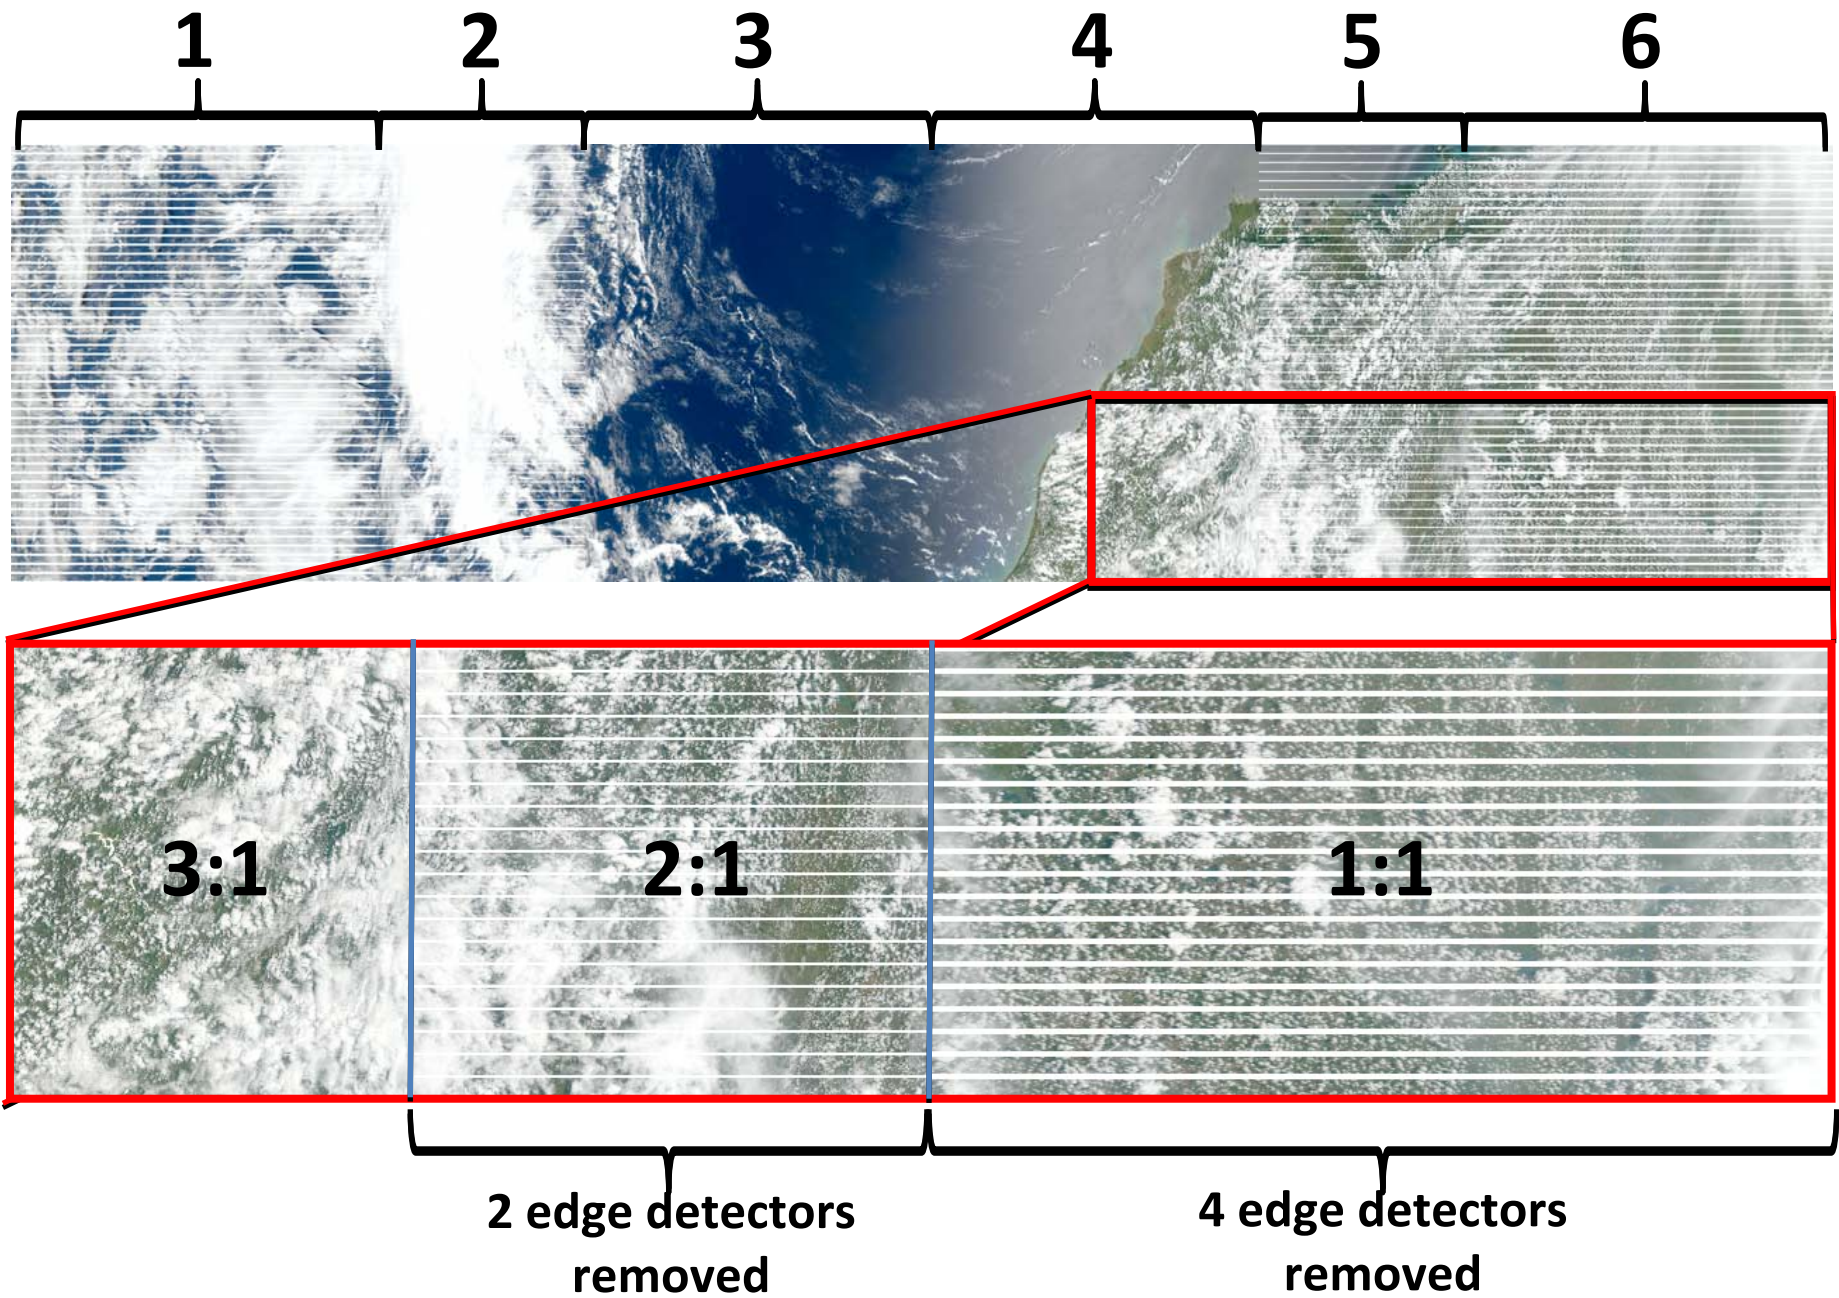 1 2 3 4 5 6
3:1 2:1 1:1
2 edge detectors
removed
4 edge detectors
removed